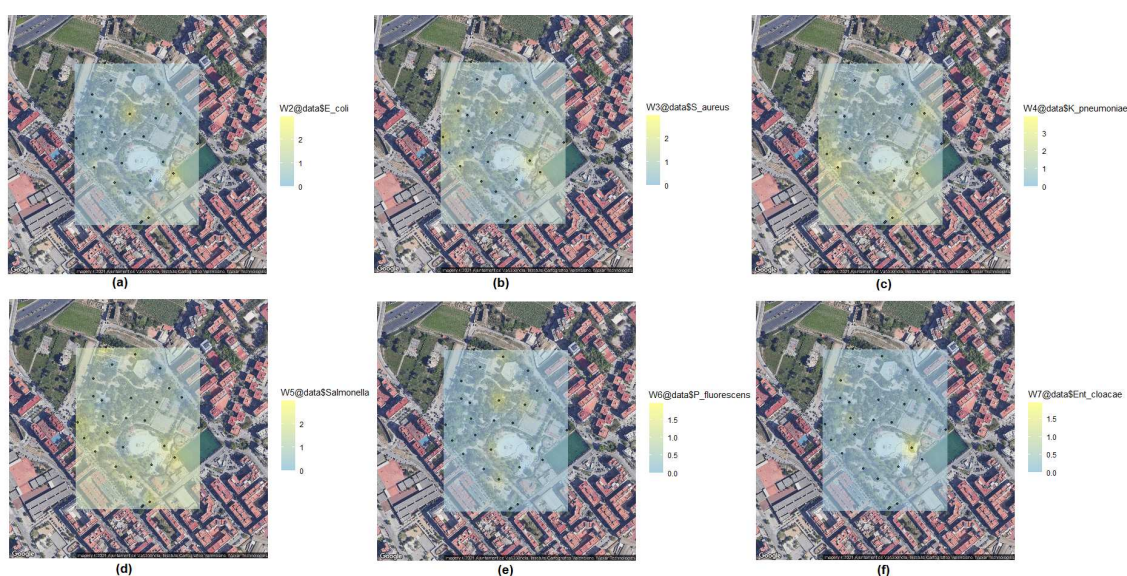 W2@data$E_coli
2
1
0
W3@data$S_aureus
2
1
0
W4@data$K_pneumoniae
3
2
1
0
Google
Google
Google
(a)
(b)
(c)
W5@data$Salmonella
2
1
0
W6@data$P_fluorescens
1.5
1.0
0.5
0.0
W7@data$Ent_cloacae
1.5
1.0
0.5
0.0
Google
Google
Google
(d)
(e)
(f)